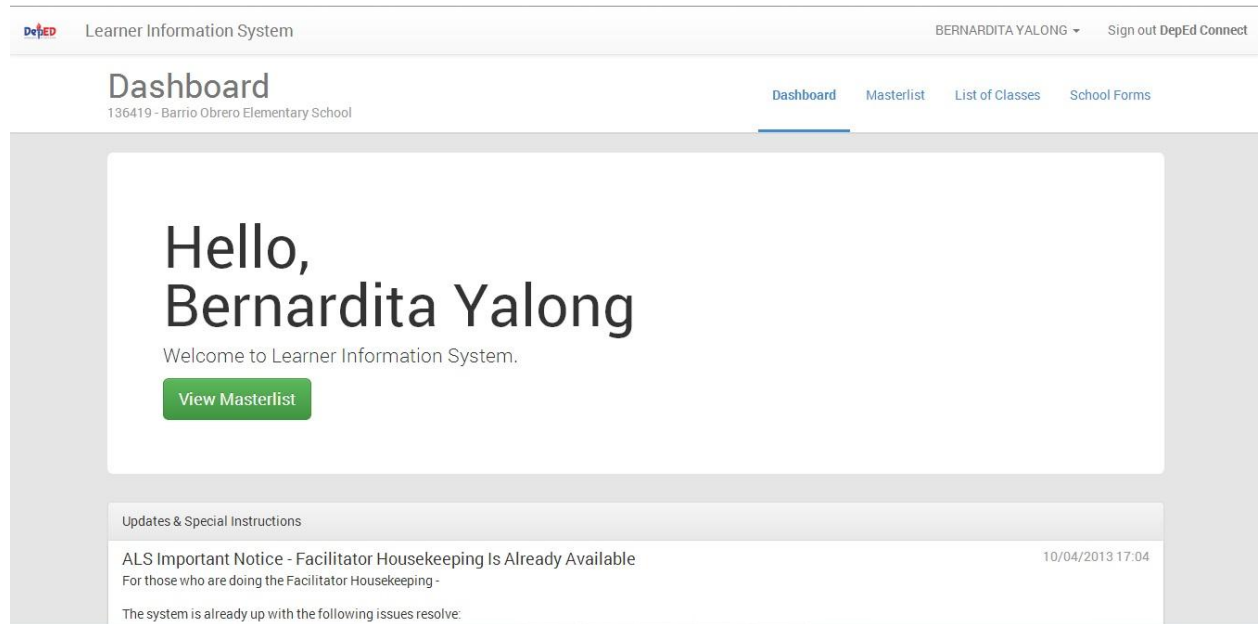 DepED
Learner Information System
BERNARDITA YALONG
Sign out DepEd Connect
Dashboard
136419 - Barrio Obrero Elementary School
Dashboard
Masterlist
List of Classes
School Forms
Hello,
Bernardita Yalong
Welcome to Learner Information System.
View Masterlist
Updates & Special Instructions
ALS Important Notice - Facilitator Housekeeping Is Already Available
10/04/2013 17:04
For those who are doing the Facilitator Housekeeping -
The system is already up with the following issues resolve: